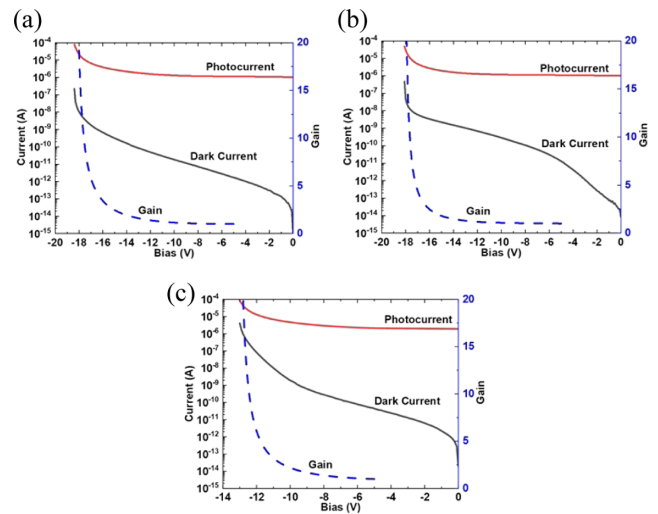 (a)
10⁻⁴
10⁻⁵
10⁻⁶
10⁻⁷
10⁻⁸
10⁻⁹
10⁻¹⁰
10⁻¹¹
10⁻¹²
10⁻¹³
10⁻¹⁴
10⁻¹⁵
Current (A)
Photocurrent
Dark Current
Gain
20
15
10
5
0
Gain
-20 -18 -16 -14 -12 -10 -8 -6 -4 -2 0
Bias (V)
(b)
10⁻⁴
10⁻⁵
10⁻⁶
10⁻⁷
10⁻⁸
10⁻⁹
10⁻¹⁰
10⁻¹¹
10⁻¹²
10⁻¹³
10⁻¹⁴
10⁻¹⁵
Current (A)
Photocurrent
Dark Current
Gain
20
15
10
5
0
Gain
-20 -18 -16 -14 -12 -10 -8 -6 -4 -2 0
Bias (V)
(c)
10⁻⁴
10⁻⁵
10⁻⁶
10⁻⁷
10⁻⁸
10⁻⁹
10⁻¹⁰
10⁻¹¹
10⁻¹²
10⁻¹³
10⁻¹⁴
10⁻¹⁵
Current (A)
Photocurrent
Dark Current
Gain
20
15
10
5
0
Gain
-14 -12 -10 -8 -6 -4 -2 0
Bias (V)